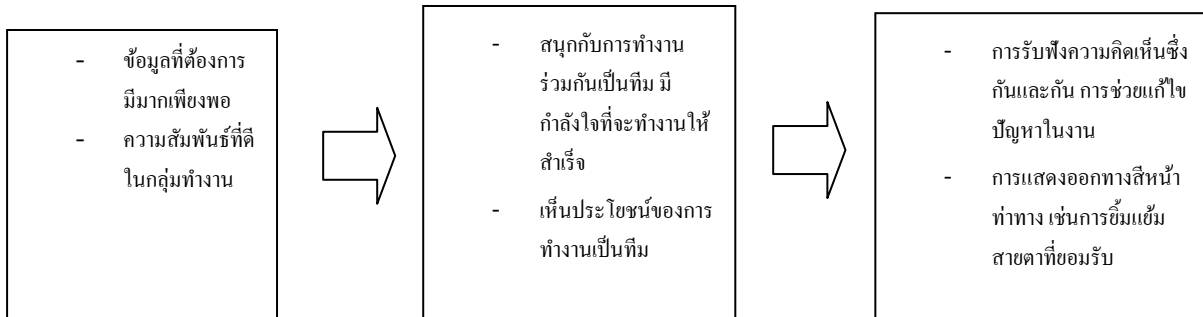 - ข้อมูลที่ต้องการ
มีมากเพียงพอ
- ความสัมพันธ์ที่ดี
ในกลุ่มทำงาน
- สนุกกับการทำงาน
ร่วมกันเป็นทีม มี
กำลังใจที่จะทำงานให้
สำเร็จ
- เห็นประโยชน์ของการ
ทำงานเป็นทีม
- การรับฟังความคิดเห็นซึ่ง
กันและกัน การช่วยแก้ไข
ปัญหาในงาน
- การแสดงออกทางสีหน้า
ท่าทาง เช่นการยิ้มแย้ม
สายตาที่ยอมรับ